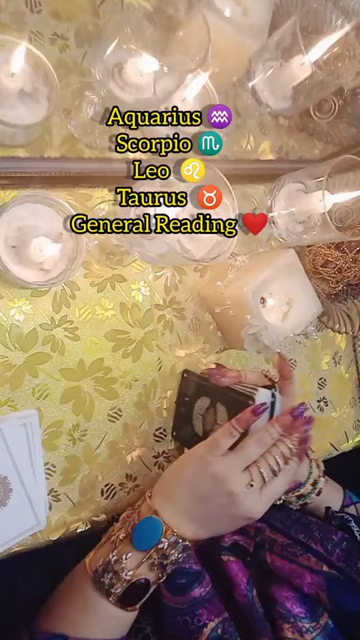 Aquarius ♒
Scorpio ♏
Leo ♌
Taurus ♉
General Reading ♥️